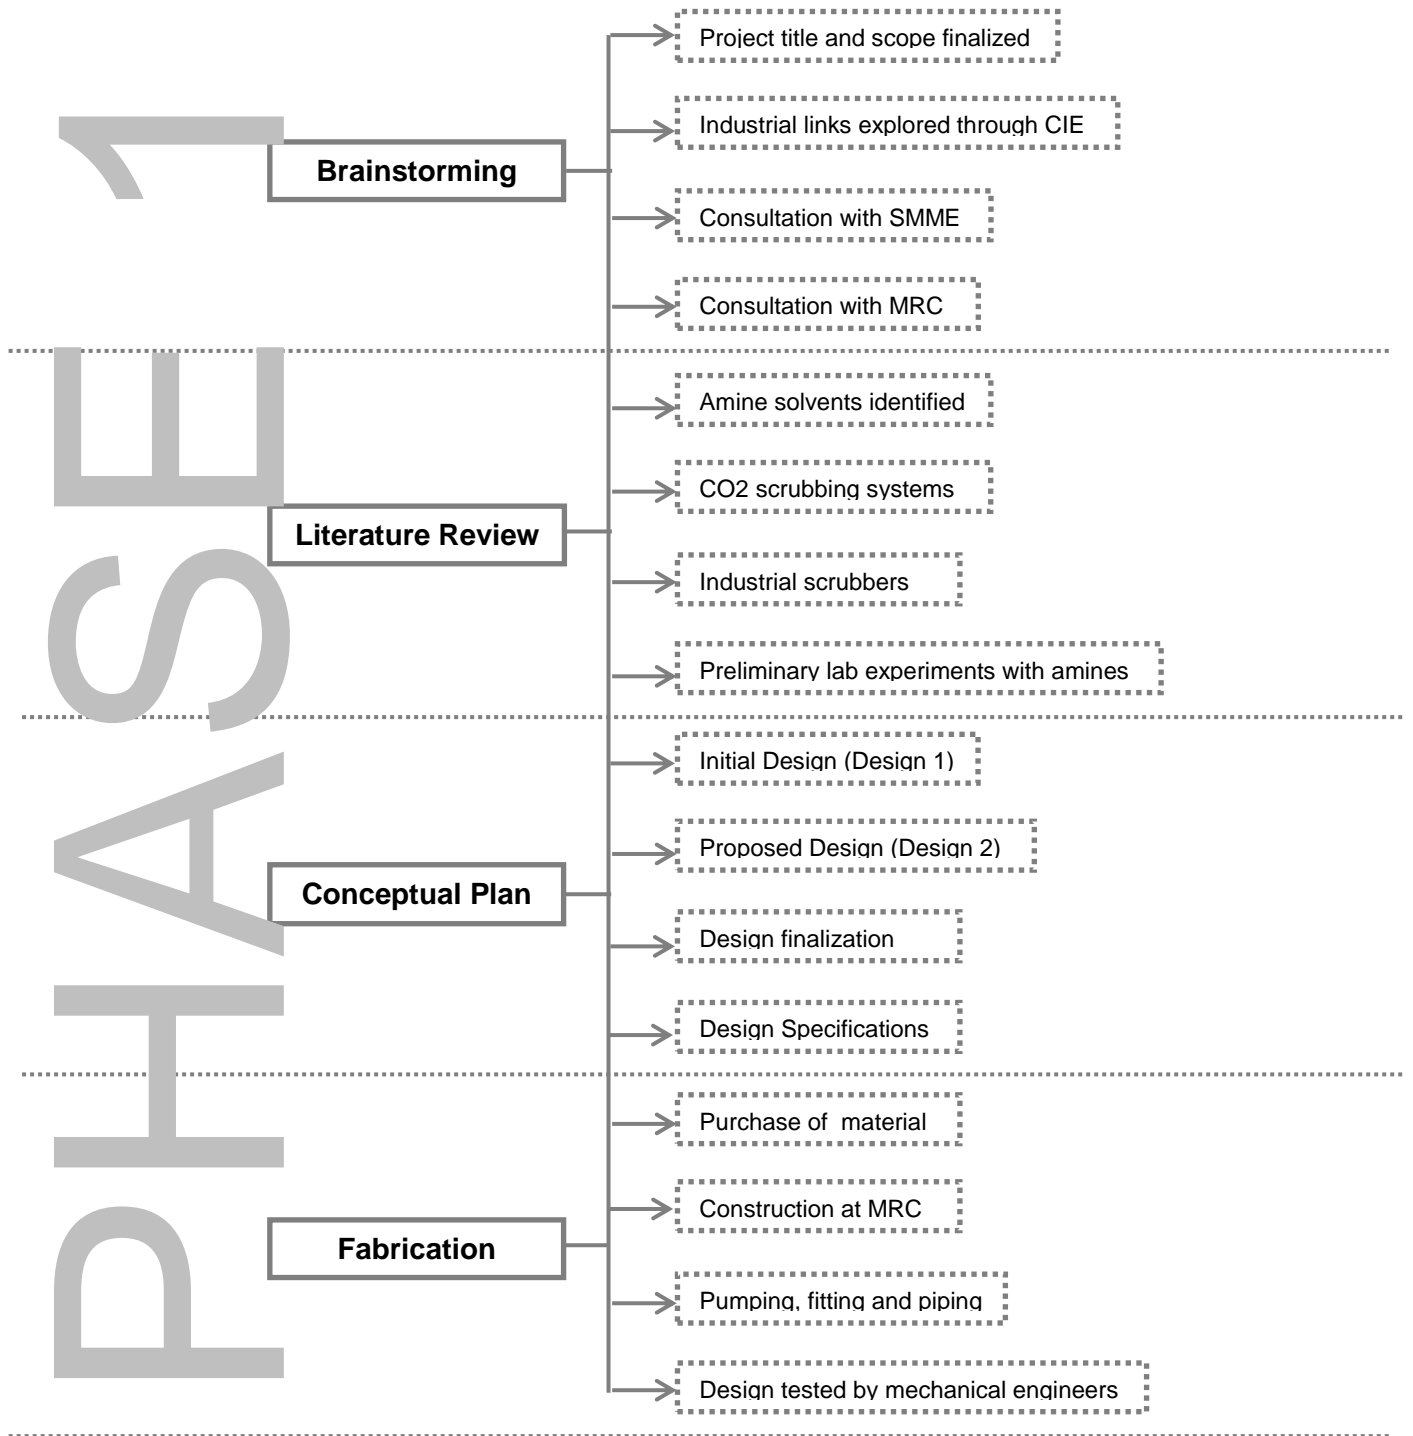 PHASE 1
Brainstorming
Project title and scope finalized
Industrial links explored through CIE
Consultation with SMME
Consultation with MRC
Literature Review
Amine solvents identified
CO2 scrubbing systems
Industrial scrubbers
Preliminary lab experiments with amines
Conceptual Plan
Initial Design (Design 1)
Proposed Design (Design 2)
Design finalization
Design Specifications
Fabrication
Purchase of  material
Construction at MRC
Pumping, fitting and piping
Design tested by mechanical engineers